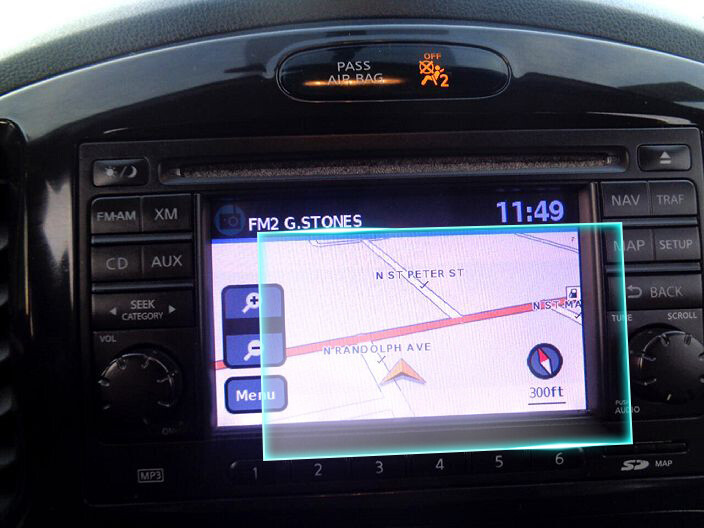 PASS
AIR BAG
OFF
2
FM2 G.STONES
11:49
FM·AM
XM
CD
AUX
SEEK
CATEGORY
VOL
NAV
TRAF
MAP
SETUP
BACK
TUNE
SCROLL
PUSH
AUDIO
N ST PETER ST
N ST MA
N RANDOLPH AVE
300ft
Menu
MP3
1
2
3
4
5
6
SD MAP